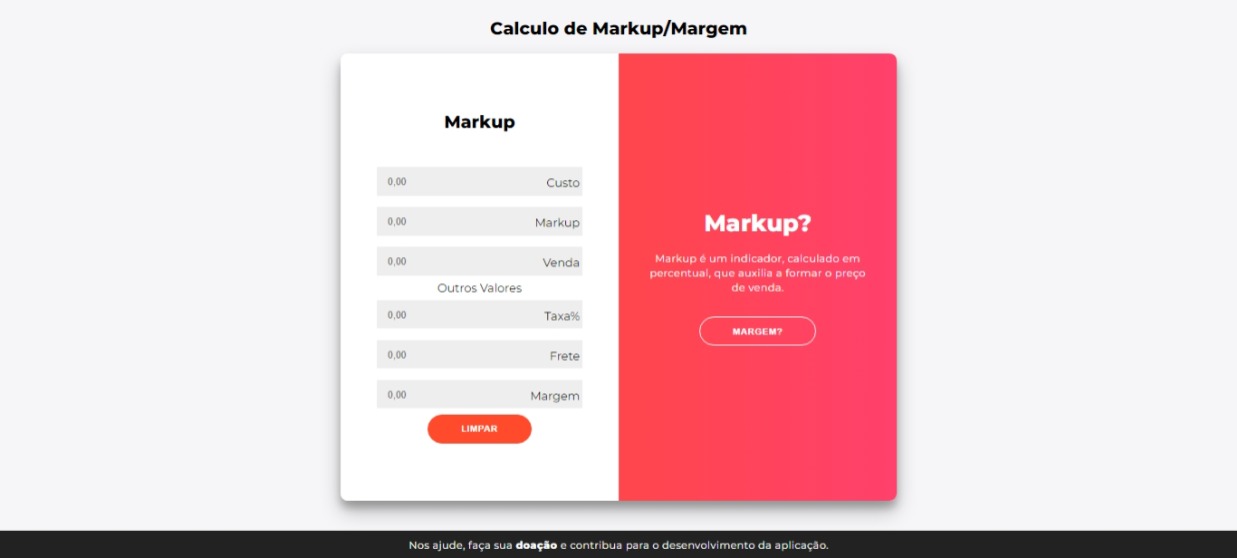 Calculo de Markup/Margem
Markup
0,00 Custo
0,00 Markup
0,00 Venda
Outros Valores
0,00 Taxa%
0,00 Frete
0,00 Margem
LIMPAR
Markup?
Markup é um indicador, calculado em
percentual, que auxilia a formar o preço
de venda.
MARGEM?
Nos ajude, faça sua doação e contribua para o desenvolvimento da aplicação.